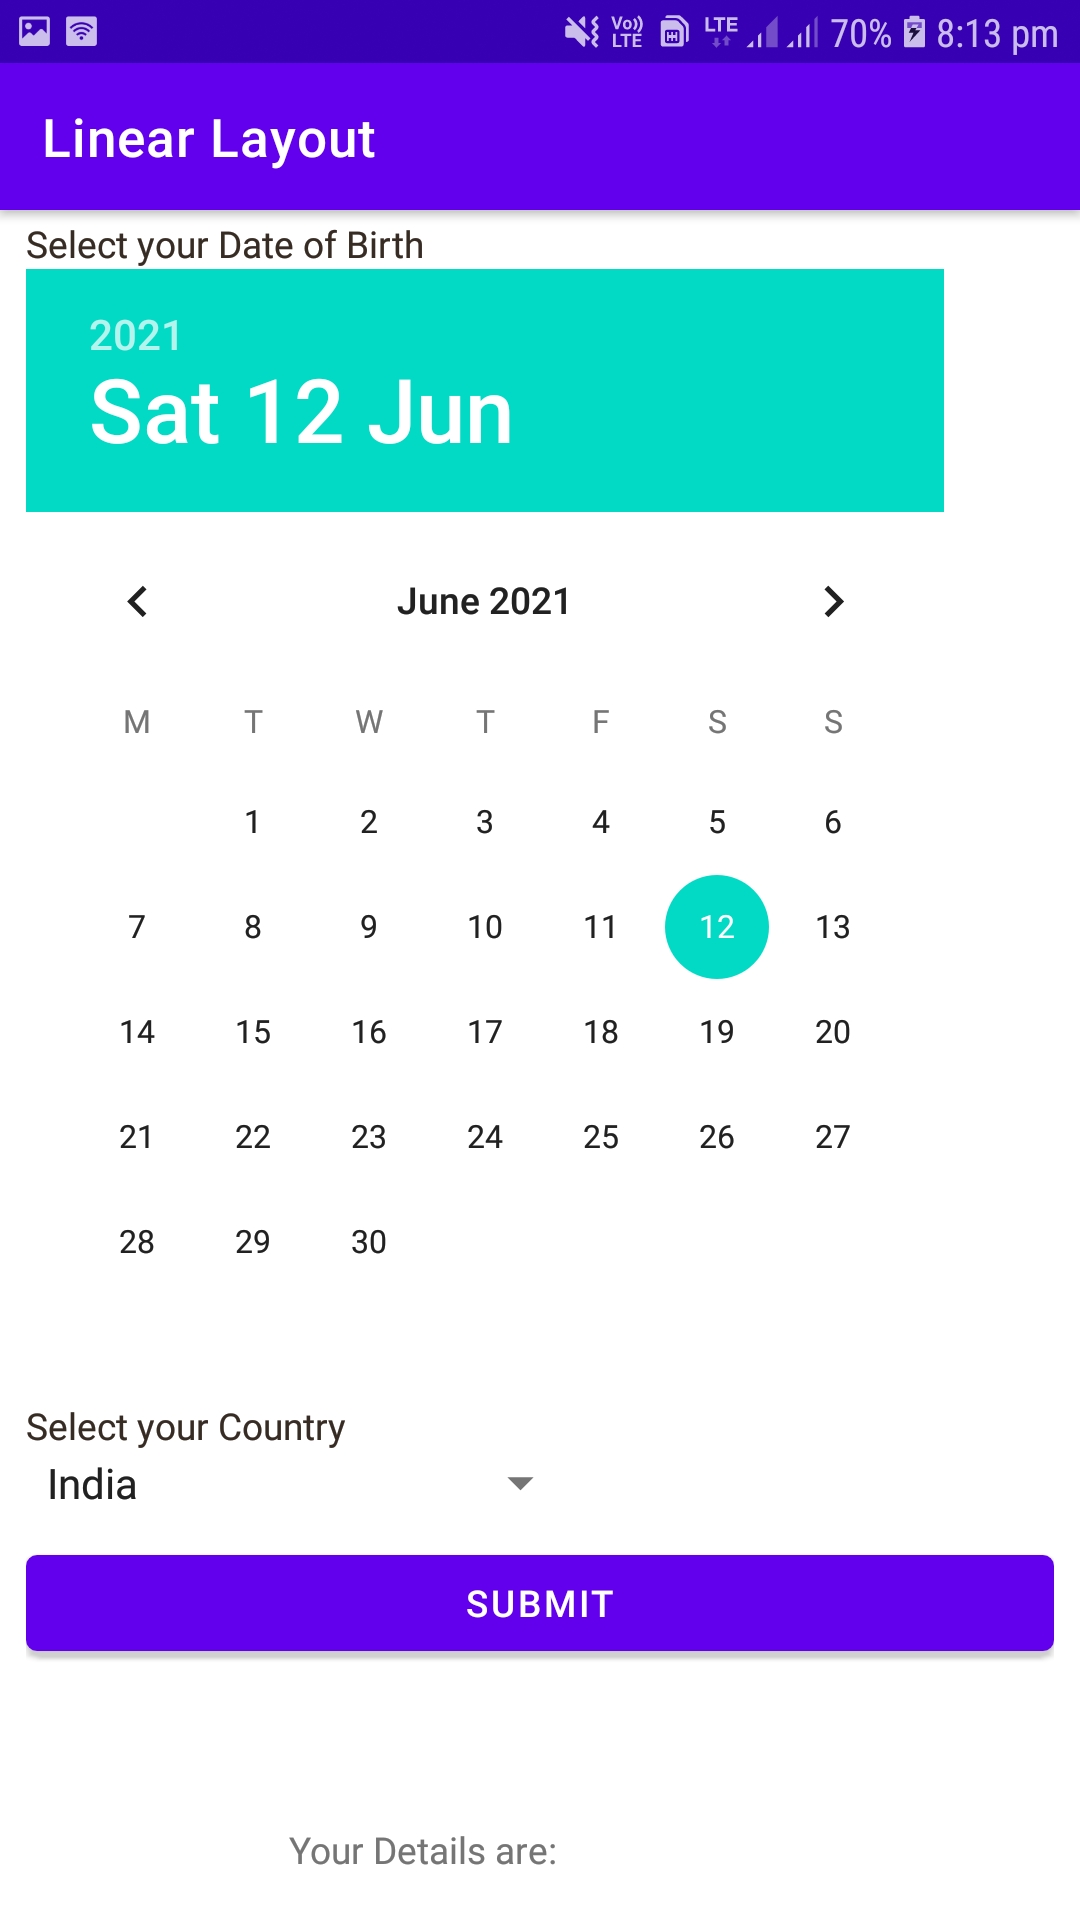 Vo)) LTE LTE 70% 8:13 pm
Linear Layout
Select your Date of Birth
2021
Sat 12 Jun
June 2021
M T W T F S S
1 2 3 4 5 6
7 8 9 10 11 12 13
14 15 16 17 18 19 20
21 22 23 24 25 26 27
28 29 30
Select your Country
India
SUBMIT
Your Details are: